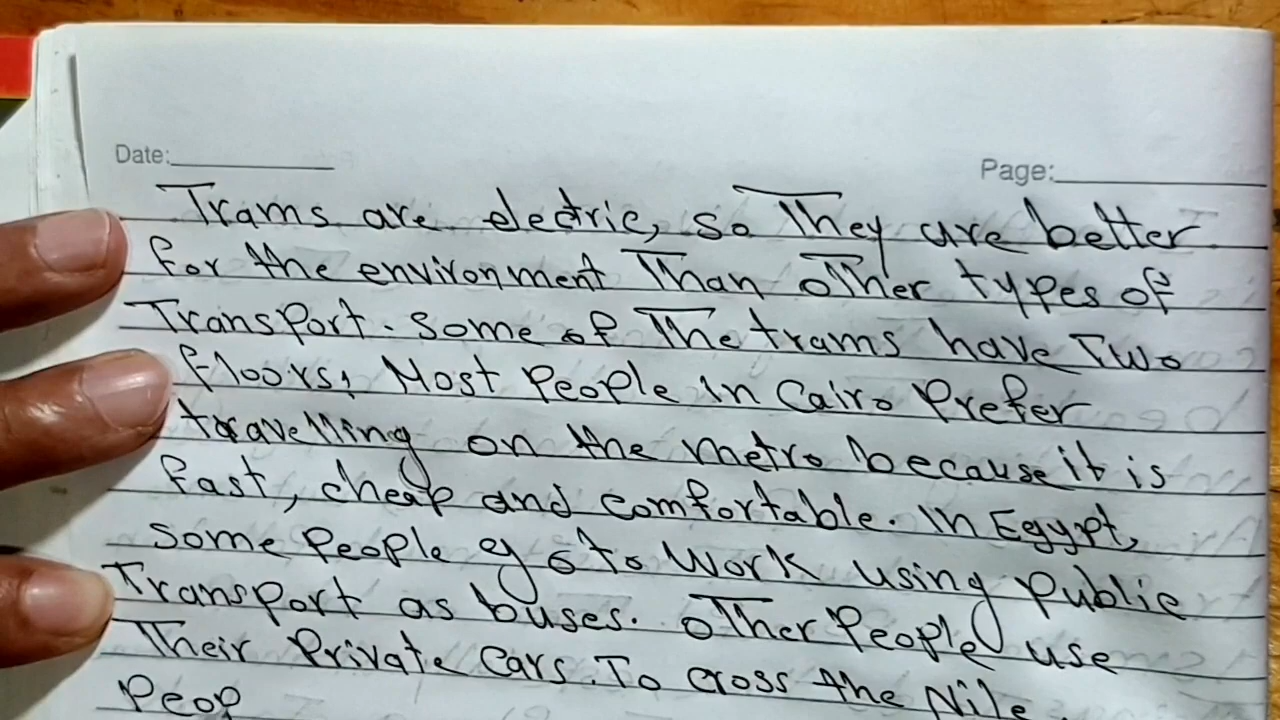 Date:
Page:
Trams are electric, so They are better
for the environment Than oTher types of
Transport. some of The trams have Two
floors, Most People in Cairo Prefer
travelling on the metro because it is
fast, cheap and comfortable. In Egypt,
some People go to work using public
Transport as buses. oTher People use
Their Private cars. To cross the Nile,
Peop